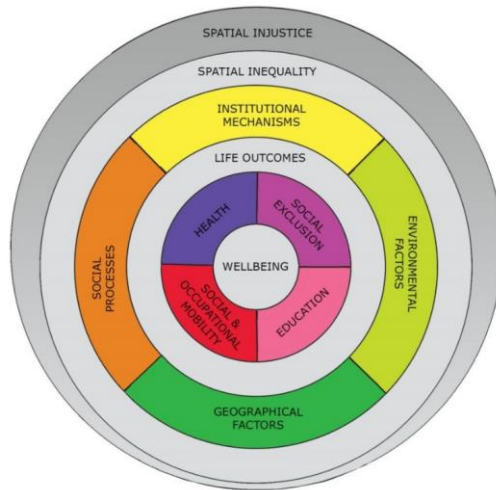 SPATIAL INJUSTICE
SPATIAL INEQUALITY
INSTITUTIONAL
MECHANISMS
LIFE OUTCOMES
HEALTH
SOCIAL
EXCLUSION
SOCIAL
PROCESSES
WELLBEING
ENVIRONMENTAL
FACTORS
SOCIAL &
OCCUPATIONAL
MOBILITY
EDUCATION
GEOGRAPHICAL
FACTORS